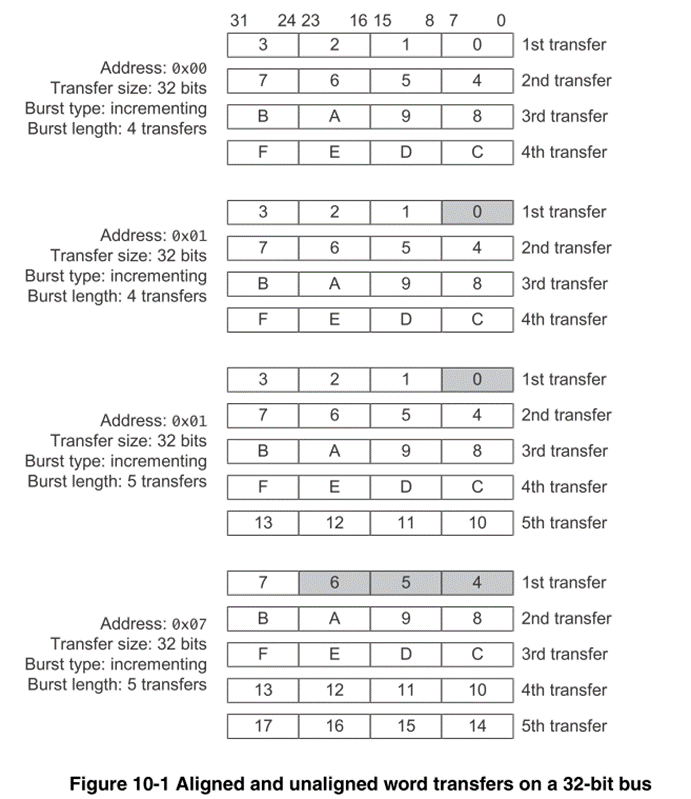 31 24 23 16 15 8 7 0
3 2 1 0 1st transfer
Address: 0x00
7 6 5 4 2nd transfer
Transfer size: 32 bits
Burst type: incrementing
B A 9 8 3rd transfer
Burst length: 4 transfers
F E D C 4th transfer
3 2 1 0 1st transfer
Address: 0x01
7 6 5 4 2nd transfer
Transfer size: 32 bits
Burst type: incrementing
B A 9 8 3rd transfer
Burst length: 4 transfers
F E D C 4th transfer
3 2 1 0 1st transfer
7 6 5 4 2nd transfer
Address: 0x01
Transfer size: 32 bits
B A 9 8 3rd transfer
Burst type: incrementing
Burst length: 5 transfers
F E D C 4th transfer
13 12 11 10 5th transfer
7 6 5 4 1st transfer
B A 9 8 2nd transfer
Address: 0x07
Transfer size: 32 bits
F E D C 3rd transfer
Burst type: incrementing
Burst length: 5 transfers
13 12 11 10 4th transfer
17 16 15 14 5th transfer
Figure 10-1 Aligned and unaligned word transfers on a 32-bit bus